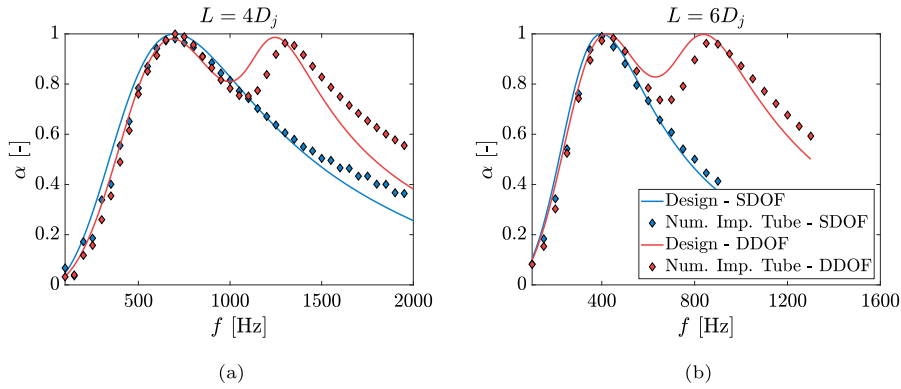 L = 4D_j
α [-]
1
0.8
0.6
0.4
0.2
0
500 1000 1500 2000
f [Hz]
(a)
L = 6D_j
α [-]
1
0.8
0.6
0.4
0.2
0
Design - SDOF
Num. Imp. Tube - SDOF
Design - DDOF
Num. Imp. Tube - DDOF
400 800 1200 1600
f [Hz]
(b)